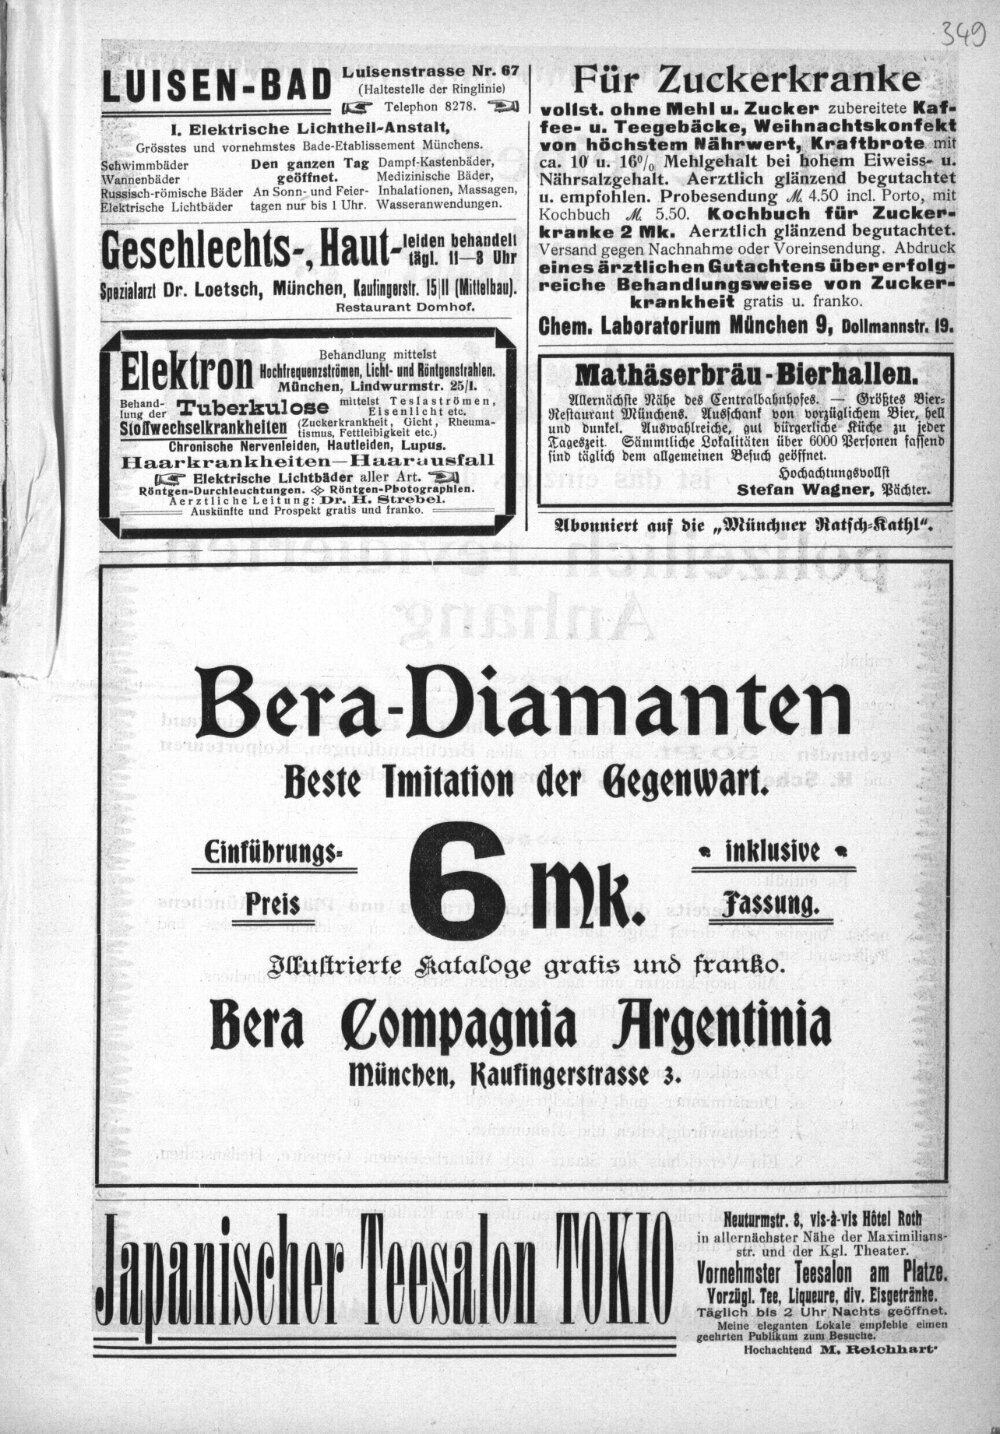 349
LUISEN-BAD
Luisenstrasse Nr. 67
(Haltestelle der Ringlinie)
Telephon 8278.
I. Elektrische Lichtheil-Anstalt,
Grösstes und vornehmstes Bade-Etablissement Münchens.
Schwimmbäder
Wannenbäder
Russisch-römische Bäder
Elektrische Lichtbäder
Den ganzen Tag
geöffnet.
An Sonn- und Feier-
tagen nur bis 1 Uhr.
Dampf-Kastenbäder,
Medizinische Bäder,
Inhalationen, Massagen,
Wasseranwendungen.
Geschlechts-, Haut-
leiden behandelt
tägl. 11—8 Uhr
Spezialarzt Dr. Loetsch, München, Kaufingerstr. 15/II (Mittelbau).
Restaurant Domhof.
Elektron
Behandlung mittelst
Hochfrequenzströmen, Licht- und Röntgenstrahlen.
München, Lindwurmstr. 25/I.
Behand-
lung der
Tuberkulose
mittelst Teslaströmen,
Eisenlicht etc.
Stoffwechselkrankheiten
(Zuckerkrankheit, Gicht, Rheuma-
tismus, Fettleibigkeit etc.)
Chronische Nervenleiden, Hautleiden, Lupus.
Haarkrankheiten—Haarausfall
Elektrische Lichtbäder aller Art.
Röntgen-Durchleuchtungen. Röntgen-Photographien.
Aerztliche Leitung: Dr. H. Strebel.
Auskünfte und Prospekt gratis und franko.
Für Zuckerkranke
vollst. ohne Mehl u. Zucker zubereitete Kaf-
fee- u. Teegebäcke, Weihnachtskonfekt
von höchstem Nährwert, Kraftbrote mit
ca. 10 u. 16% Mehlgehalt bei hohem Eiweiss- u.
Nährsalzgehalt. Aerztlich glänzend begutachtet
u. empfohlen. Probesendung M. 4.50 incl. Porto, mit
Kochbuch M. 5.50. Kochbuch für Zucker-
kranke 2 Mk. Aerztlich glänzend begutachtet.
Versand gegen Nachnahme oder Voreinsendung. Abdruck
eines ärztlichen Gutachtens über erfolg-
reiche Behandlungsweise von Zucker-
krankheit gratis u. franko.
Chem. Laboratorium München 9, Dollmannstr. 19.
Mathäserbräu-Bierhallen.
Allernächste Nähe des Centralbahnhofes. — Größtes Bier-
Restaurant Münchens. Ausschank von vorzüglichem Bier, hell
und dunkel. Auswahlreiche, gut bürgerliche Küche zu jeder
Tageszeit. Sämmtliche Lokalitäten über 6000 Personen fassend
sind täglich dem allgemeinen Besuch geöffnet.
Hochachtungsvollst
Stefan Wagner, Pächter.
Abonniert auf die „Münchner Ratsch-Kathl“.
Bera-Diamanten
Beste Imitation der Gegenwart.
Einführungs-
Preis
6 Mk.
inklusive
Fassung.
Illustrierte Kataloge gratis und franko.
Bera Compagnia Argentinia
München, Kaufingerstrasse 3.
Japanischer Teesalon TOKIO
Neuturmstr. 8, vis-à-vis Hôtel Roth
in allernächster Nähe der Maximilians-
str. und der Kgl. Theater.
Vornehmster Teesalon am Platze.
Vorzügl. Tee, Liqueure, div. Eisgetränke.
Täglich bis 2 Uhr Nachts geöffnet.
Meine eleganten Lokale empfehle einem
geehrten Publikum zum Besuche.
Hochachtend M. Reichhart